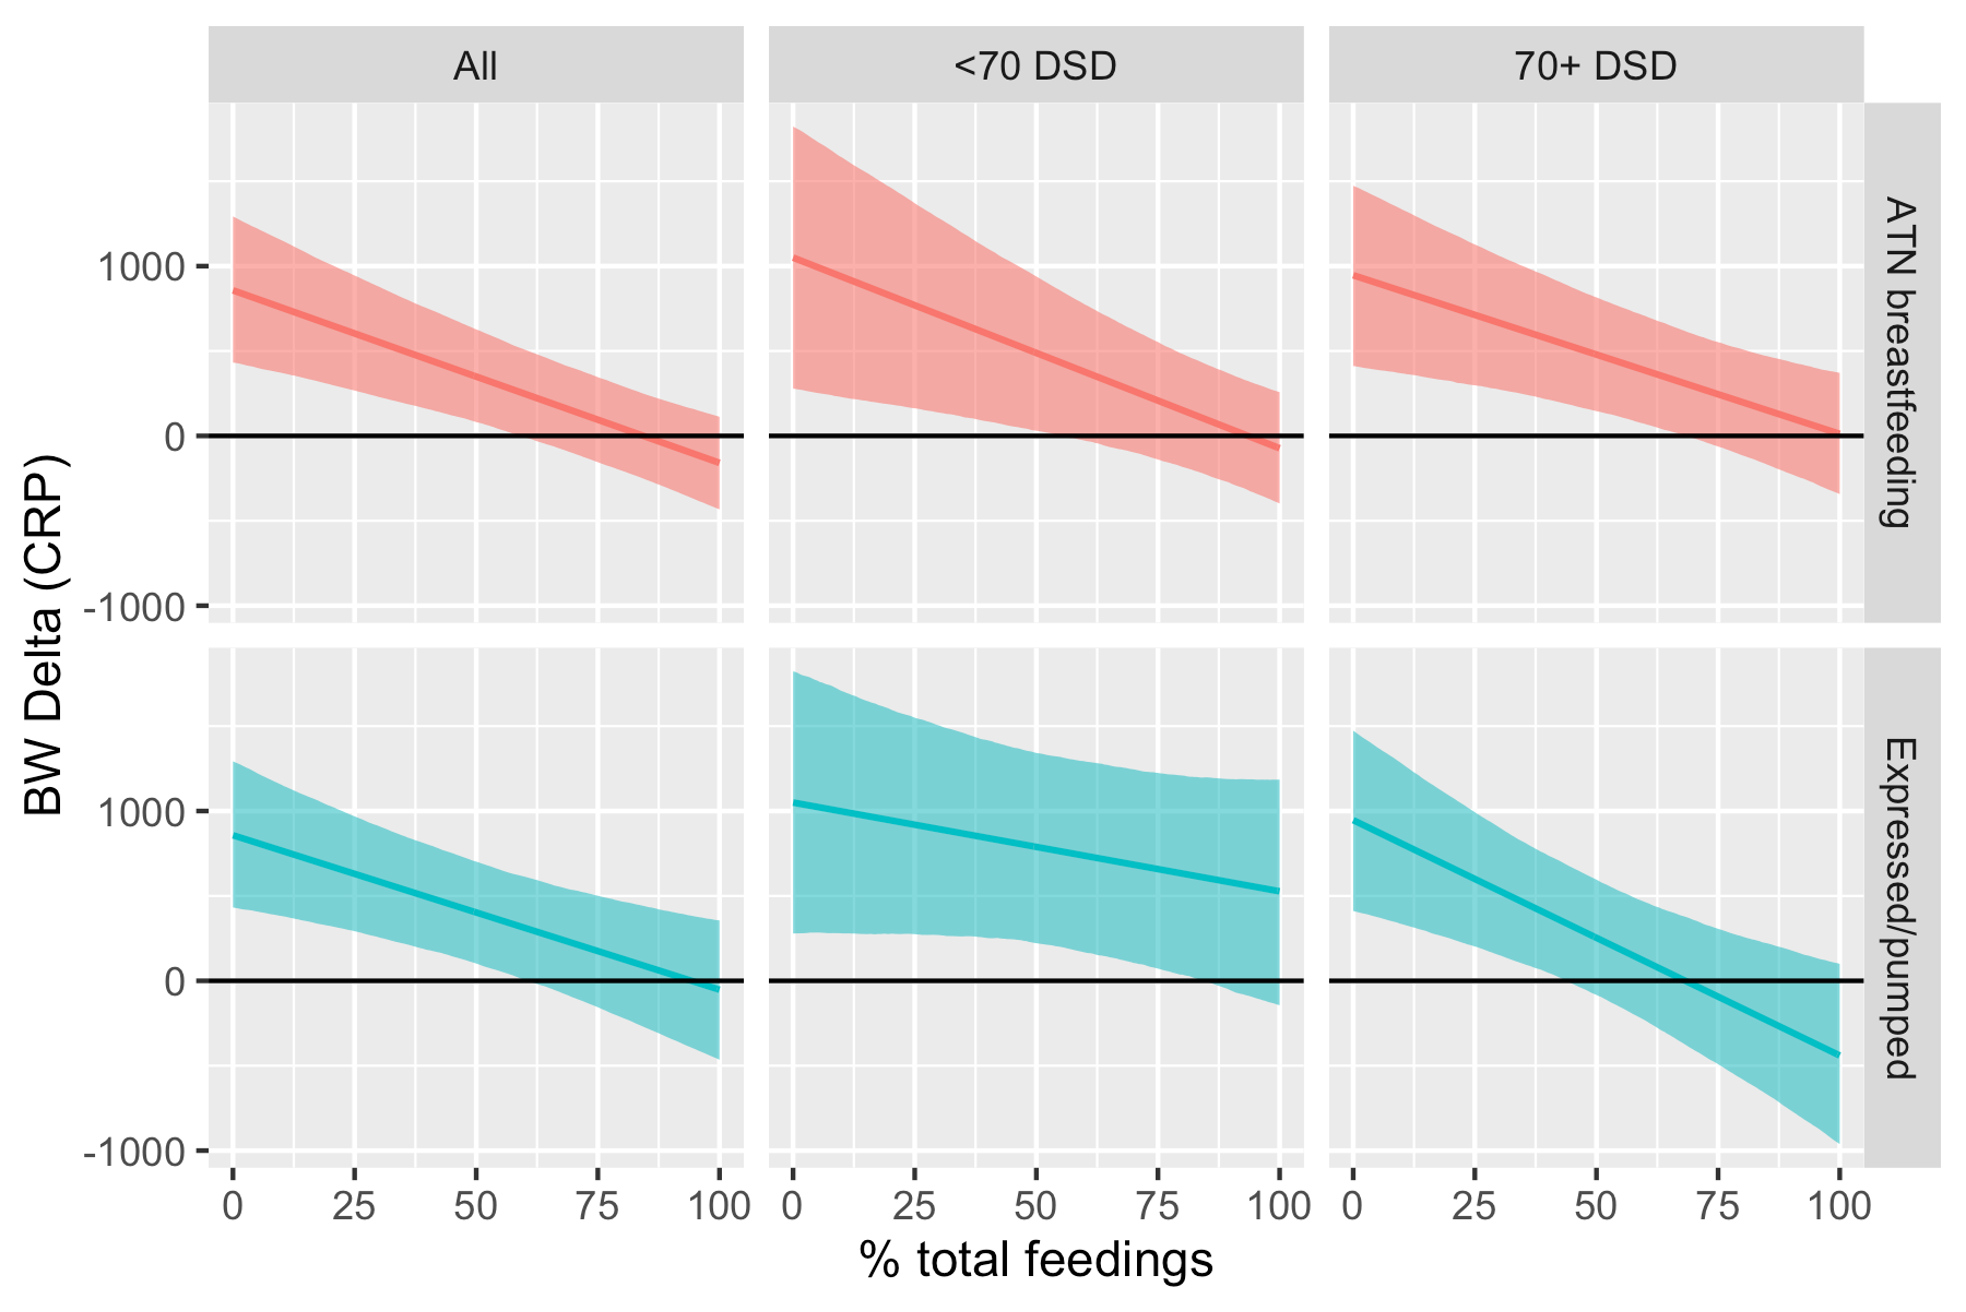 All
<70 DSD
70+ DSD
1000
0
-1000
ATN breastfeeding
BW Delta (CRP)
1000
0
-1000
Expressed/pumped
0 25 50 75 100 0 25 50 75 100 0 25 50 75 100
% total feedings